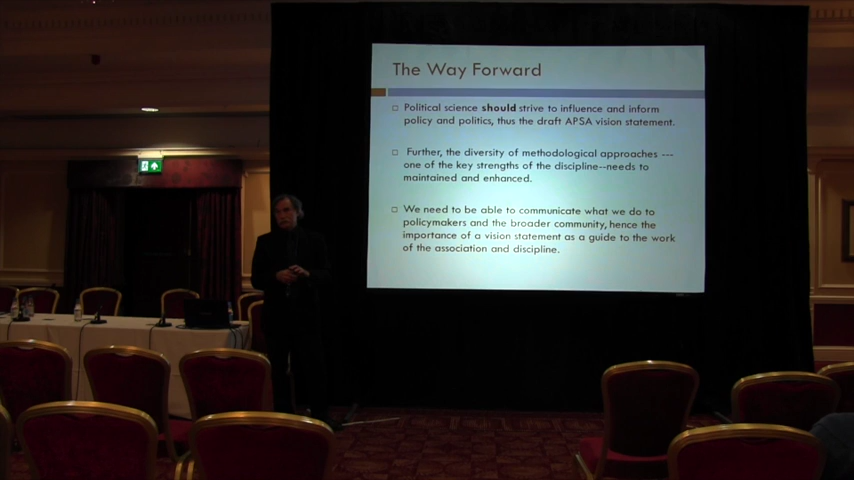 The Way Forward
Political science should strive to influence and inform
policy and politics, thus the draft APSA vision statement.
Further, the diversity of methodological approaches ---
one of the key strengths of the discipline--needs to
maintained and enhanced.
We need to be able to communicate what we do to
policymakers and the broader community, hence the
importance of a vision statement as a guide to the work
of the association and discipline.